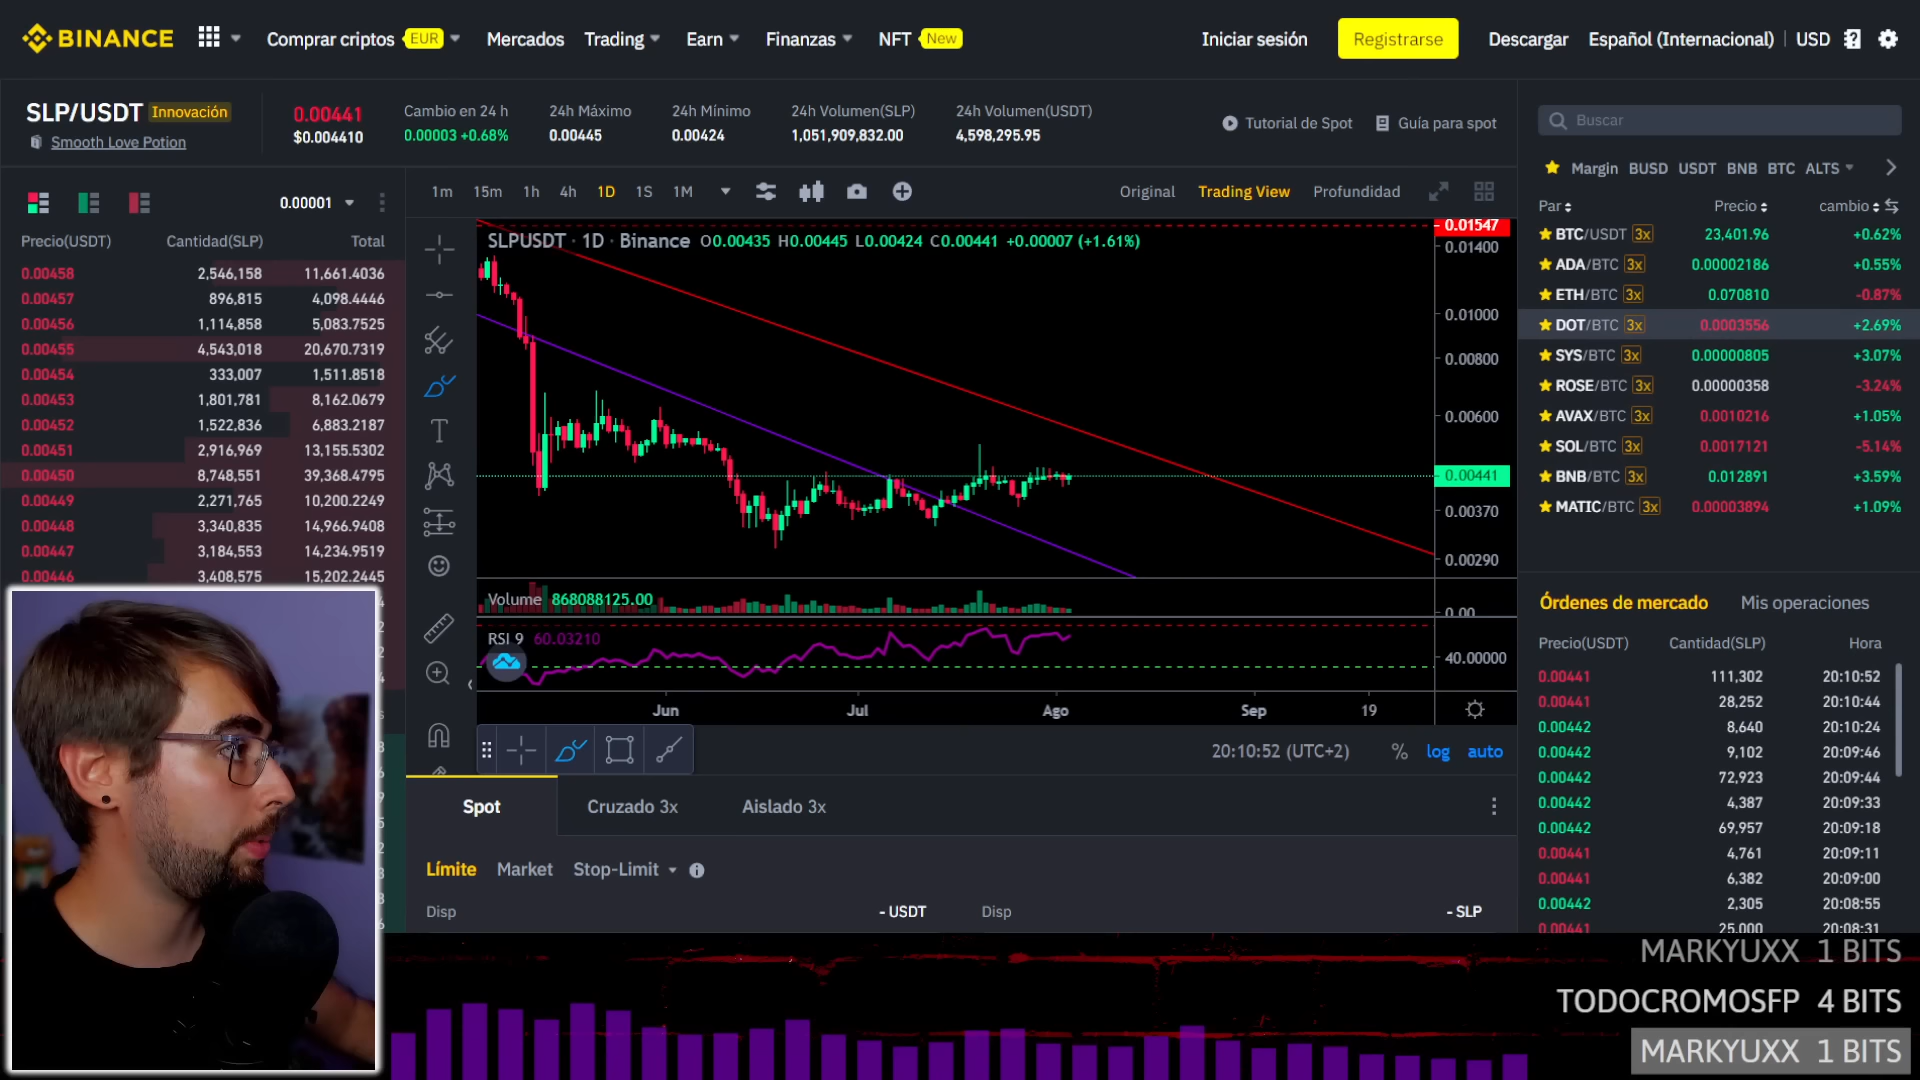 BINANCE Comprar criptos EUR Mercados Trading Earn Finanzas NFT New Iniciar sesión Registrarse Descargar Español (Internacional) USD
SLP/USDT Innovación
Smooth Love Potion
0.00441
$0.004410
Cambio en 24 h
0.00003 +0.68%
24h Máximo
0.00445
24h Mínimo
0.00424
24h Volumen(SLP)
1,051,909,832.00
24h Volumen(USDT)
4,598,295.95
Tutorial de Spot
Guía para spot
0.00001
Precio(USDT) Cantidad(SLP) Total
0.00458 2,546,158 11,661.4036
0.00457 896,815 4,098.4446
0.00456 1,114,858 5,083.7525
0.00455 4,543,018 20,670.7319
0.00454 333,007 1,511.8518
0.00453 1,801,781 8,162.0679
0.00452 1,522,836 6,883.2187
0.00451 2,916,969 13,155.5302
0.00450 8,748,551 39,368.4795
0.00449 2,271,765 10,200.2249
0.00448 3,340,835 14,966.9408
0.00447 3,184,553 14,234.9519
0.00446 3,408,575 15,202.2445
1m 15m 1h 4h 1D 1S 1M
Original Trading View Profundidad
SLPUSDT · 1D · Binance O0.00435 H0.00445 L0.00424 C0.00441 +0.00007 (+1.61%)
0.01547
0.01400
0.01000
0.00800
0.00600
0.00441
0.00370
0.00290
Volume 868088125.00
0.00
RSI 9 60.03210
40.00000
Jun Jul Ago Sep 19
20:10:52 (UTC+2) % log auto
Spot Cruzado 3x Aislado 3x
Límite Market Stop-Limit
Disp - USDT Disp - SLP
Buscar
Margin BUSD USDT BNB BTC ALTS
Par Precio cambio
BTC/USDT 3x 23,401.96 +0.62%
ADA/BTC 3x 0.00002186 +0.55%
ETH/BTC 3x 0.070810 -0.87%
DOT/BTC 3x 0.0003556 +2.69%
SYS/BTC 3x 0.00000805 +3.07%
ROSE/BTC 3x 0.00000358 -3.24%
AVAX/BTC 3x 0.0010216 +1.05%
SOL/BTC 3x 0.0017121 -5.14%
BNB/BTC 3x 0.012891 +3.59%
MATIC/BTC 3x 0.00003894 +1.09%
Órdenes de mercado Mis operaciones
Precio(USDT) Cantidad(SLP) Hora
0.00441 111,302 20:10:52
0.00441 28,252 20:10:44
0.00442 8,640 20:10:24
0.00442 9,102 20:09:46
0.00442 72,923 20:09:44
0.00442 4,387 20:09:33
0.00442 69,957 20:09:18
0.00441 4,761 20:09:11
0.00441 6,382 20:09:00
0.00442 2,305 20:08:55
0.00441 25,000 20:08:31
MARKYUXX 1 BITS
TODOCROMOSFP 4 BITS
MARKYUXX 1 BITS